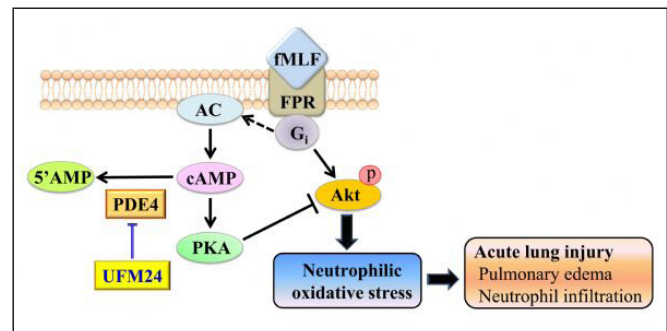 fMLF
FPR
AC
Gi
5'AMP
cAMP
P
Akt
PDE4
PKA
UFM24
Neutrophilic
oxidative stress
Acute lung injury
Pulmonary edema
Neutrophil infiltration